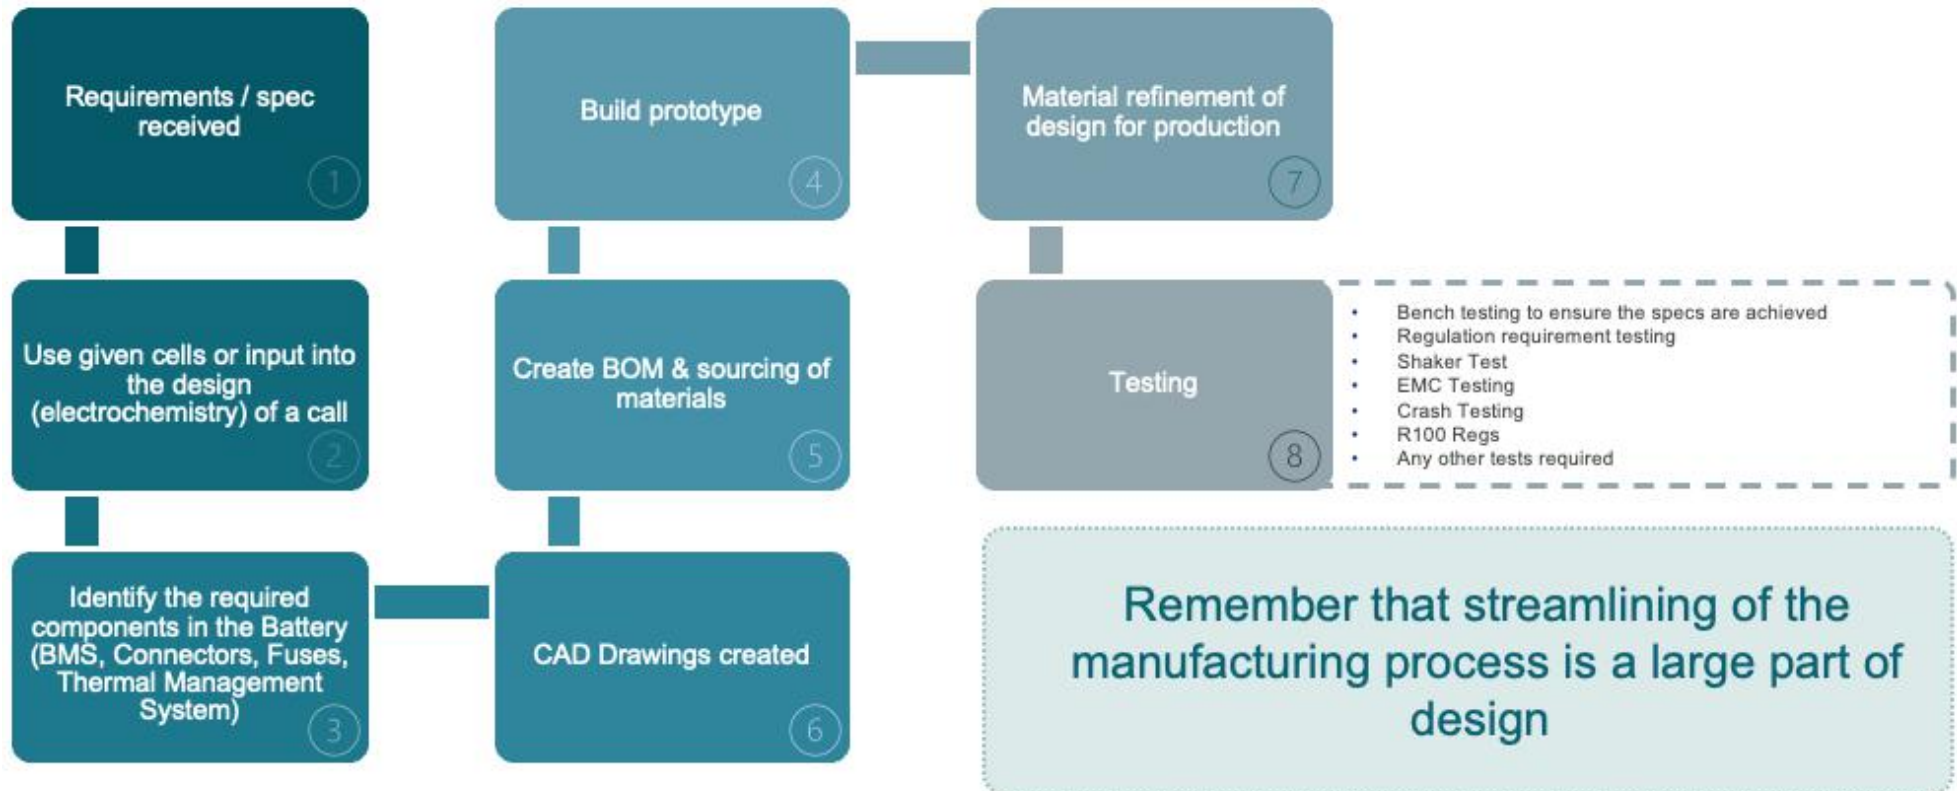 Requirements / spec
received
1
Use given cells or input into
the design
(electrochemistry) of a call
2
Identify the required
components in the Battery
(BMS, Connectors, Fuses,
Thermal Management
System)
3
Build prototype
4
Create BOM & sourcing of
materials
5
CAD Drawings created
6
Material refinement of
design for production
7
Testing
8
• Bench testing to ensure the specs are achieved
• Regulation requirement testing
• Shaker Test
• EMC Testing
• Crash Testing
• R100 Regs
• Any other tests required
Remember that streamlining of the
manufacturing process is a large part of
design